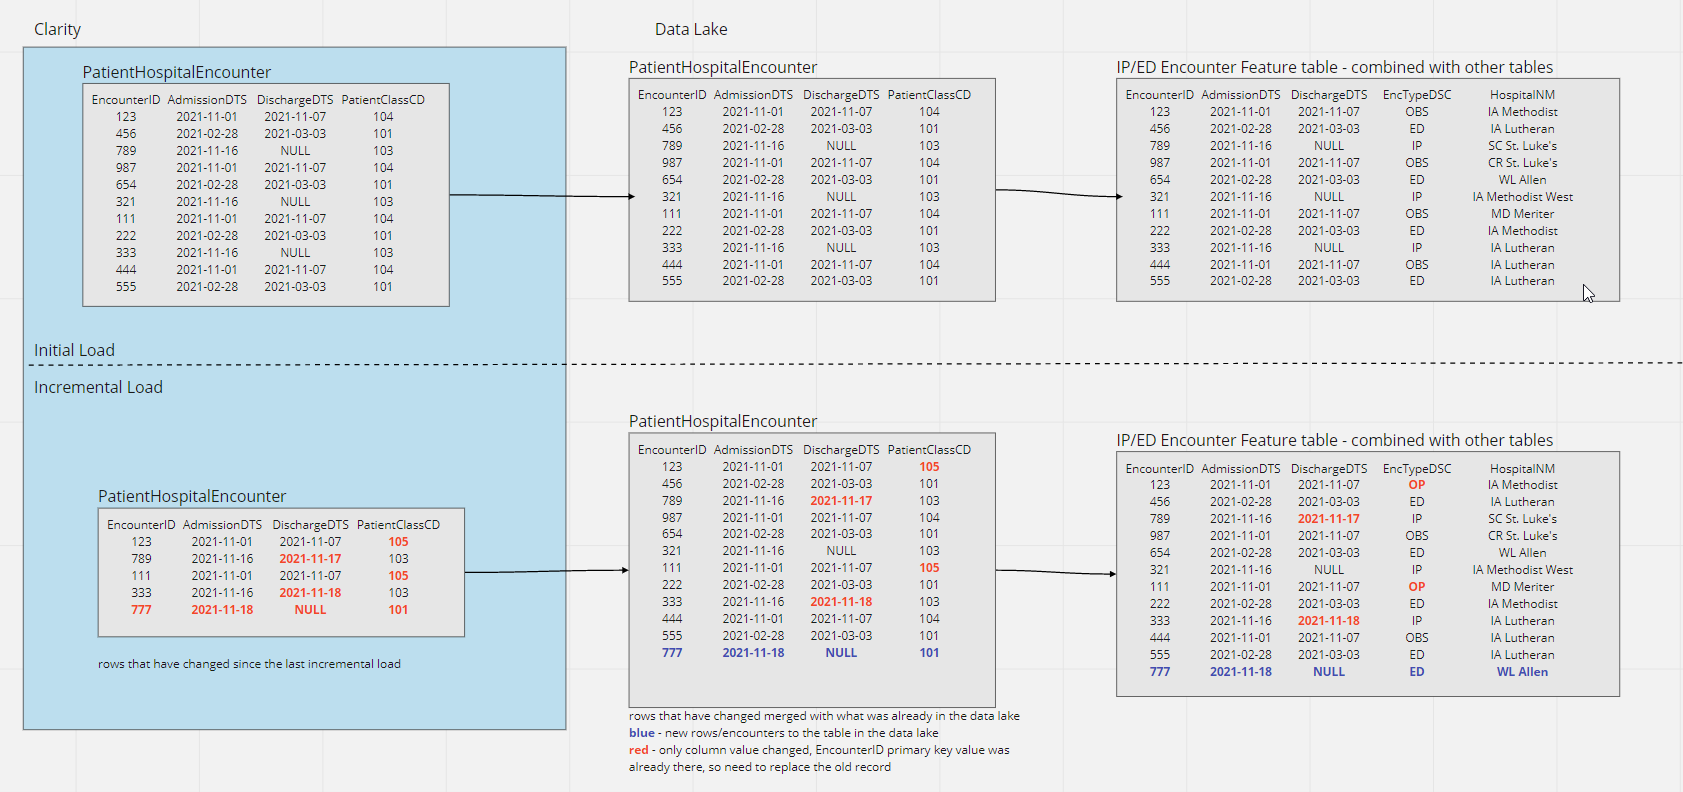 Clarity
Data Lake
PatientHospitalEncounter
EncounterID AdmissionDTS DischargeDTS PatientClassCD
123 2021-11-01 2021-11-07 104
456 2021-02-28 2021-03-03 101
789 2021-11-16 NULL 103
987 2021-11-01 2021-11-07 104
654 2021-02-28 2021-03-03 101
321 2021-11-16 NULL 103
111 2021-11-01 2021-11-07 104
222 2021-02-28 2021-03-03 101
333 2021-11-16 NULL 103
444 2021-11-01 2021-11-07 104
555 2021-02-28 2021-03-03 101
PatientHospitalEncounter
EncounterID AdmissionDTS DischargeDTS PatientClassCD
123 2021-11-01 2021-11-07 104
456 2021-02-28 2021-03-03 101
789 2021-11-16 NULL 103
987 2021-11-01 2021-11-07 104
654 2021-02-28 2021-03-03 101
321 2021-11-16 NULL 103
111 2021-11-01 2021-11-07 104
222 2021-02-28 2021-03-03 101
333 2021-11-16 NULL 103
444 2021-11-01 2021-11-07 104
555 2021-02-28 2021-03-03 101
IP/ED Encounter Feature table - combined with other tables
EncounterID AdmissionDTS DischargeDTS EncTypeDSC HospitalNM
123 2021-11-01 2021-11-07 OBS IA Methodist
456 2021-02-28 2021-03-03 ED IA Lutheran
789 2021-11-16 NULL IP SC St. Luke's
987 2021-11-01 2021-11-07 OBS CR St. Luke's
654 2021-02-28 2021-03-03 ED WL Allen
321 2021-11-16 NULL IP IA Methodist West
111 2021-11-01 2021-11-07 OBS MD Meriter
222 2021-02-28 2021-03-03 ED IA Methodist
333 2021-11-16 NULL IP IA Lutheran
444 2021-11-01 2021-11-07 OBS IA Lutheran
555 2021-02-28 2021-03-03 ED IA Lutheran
Initial Load
Incremental Load
PatientHospitalEncounter
EncounterID AdmissionDTS DischargeDTS PatientClassCD
123 2021-11-01 2021-11-07 105
789 2021-11-16 2021-11-17 103
111 2021-11-01 2021-11-07 105
333 2021-11-16 2021-11-18 103
777 2021-11-18 NULL 101
rows that have changed since the last incremental load
PatientHospitalEncounter
EncounterID AdmissionDTS DischargeDTS PatientClassCD
123 2021-11-01 2021-11-07 105
456 2021-02-28 2021-03-03 101
789 2021-11-16 2021-11-17 103
987 2021-11-01 2021-11-07 104
654 2021-02-28 2021-03-03 101
321 2021-11-16 NULL 103
111 2021-11-01 2021-11-07 105
222 2021-02-28 2021-03-03 101
333 2021-11-16 2021-11-18 103
444 2021-11-01 2021-11-07 104
555 2021-02-28 2021-03-03 101
777 2021-11-18 NULL 101
rows that have changed merged with what was already in the data lake
blue - new rows/encounters to the table in the data lake
red - only column value changed, EncounterID primary key value was
already there, so need to replace the old record
IP/ED Encounter Feature table - combined with other tables
EncounterID AdmissionDTS DischargeDTS EncTypeDSC HospitalNM
123 2021-11-01 2021-11-07 OP IA Methodist
456 2021-02-28 2021-03-03 ED IA Lutheran
789 2021-11-16 2021-11-17 IP SC St. Luke's
987 2021-11-01 2021-11-07 OBS CR St. Luke's
654 2021-02-28 2021-03-03 ED WL Allen
321 2021-11-16 NULL IP IA Methodist West
111 2021-11-01 2021-11-07 OP MD Meriter
222 2021-02-28 2021-03-03 ED IA Methodist
333 2021-11-16 2021-11-18 IP IA Lutheran
444 2021-11-01 2021-11-07 OBS IA Lutheran
555 2021-02-28 2021-03-03 ED IA Lutheran
777 2021-11-18 NULL ED WL Allen